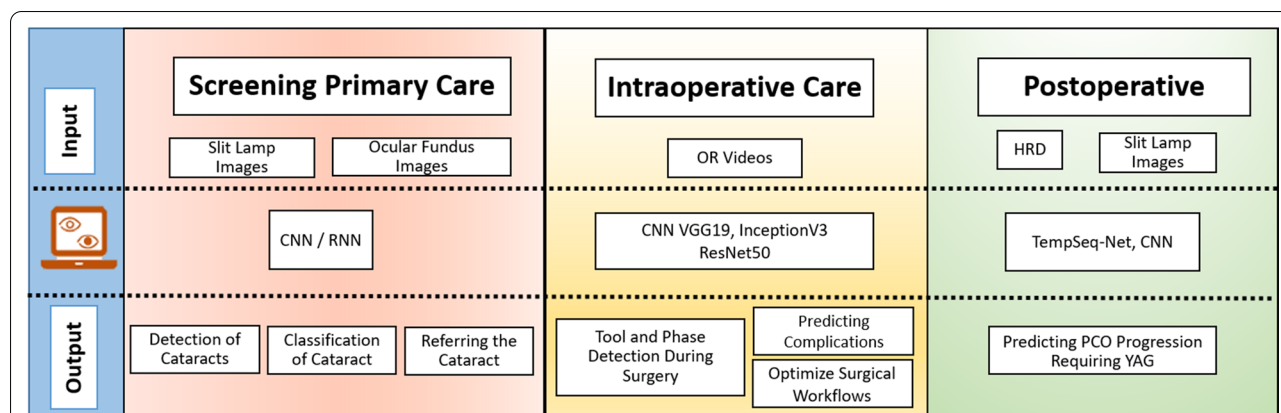 Input
Screening Primary Care
Slit Lamp
Images
Ocular Fundus
Images
Intraoperative Care
OR Videos
Postoperative
HRD
Slit Lamp
Images
CNN / RNN
CNN VGG19, InceptionV3
ResNet50
TempSeq-Net, CNN
Output
Detection of
Cataracts
Classification
of Cataract
Referring the
Cataract
Tool and Phase
Detection During
Surgery
Predicting
Complications
Optimize Surgical
Workflows
Predicting PCO Progression
Requiring YAG